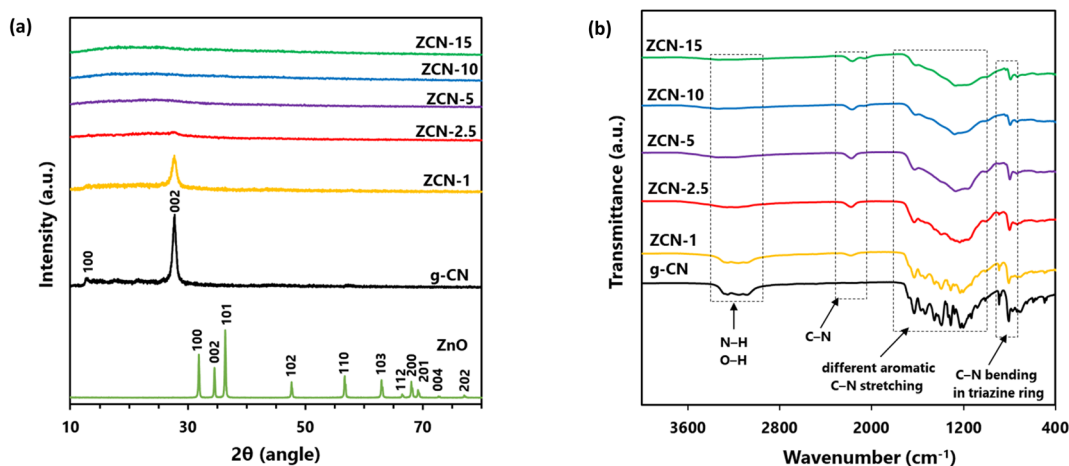 (a)
ZCN-15
ZCN-10
ZCN-5
ZCN-2.5
ZCN-1
002
100
g-CN
101
100
002
ZnO
102
110
103
112
200
201
004
202
Intensity (a.u.)
10
30
50
70
2θ (angle)
(b)
ZCN-15
ZCN-10
ZCN-5
ZCN-2.5
ZCN-1
g-CN
N–H
O–H
C–N
different aromatic
C–N stretching
C–N bending
in triazine ring
Transmittance (a.u.)
3600
2800
2000
1200
400
Wavenumber (cm⁻¹)